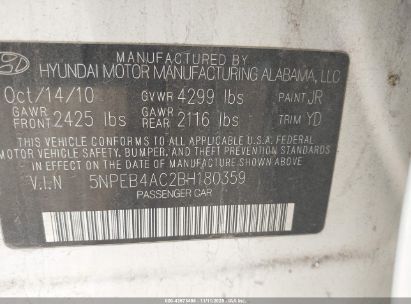 MANUFACTURED BY
HYUNDAI MOTOR MANUFACTURING ALABAMA, LLC
Oct/14/10 GVWR 4299 lbs PAINT JR
GAWR FRONT 2425 lbs GAWR REAR 2116 lbs TRIM YD
THIS VEHICLE CONFORMS TO ALL APPLICABLE U.S.A. FEDERAL
MOTOR VEHICLE SAFETY, BUMPER, AND THEFT PREVENTION
STANDARDS IN EFFECT ON THE DATE OF MANUFACTURE SHOWN ABOVE
V.I.N 5NPEB4AC2BH180359
PASSENGER CAR